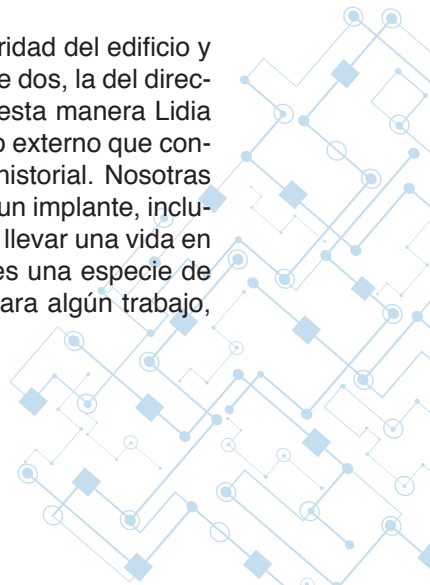 ridad del edificio y
e dos, la del direc-
esta manera Lidia
o externo que con-
historial. Nosotras
un implante, inclu-
llevar una vida en
es una especie de
ara algún trabajo,